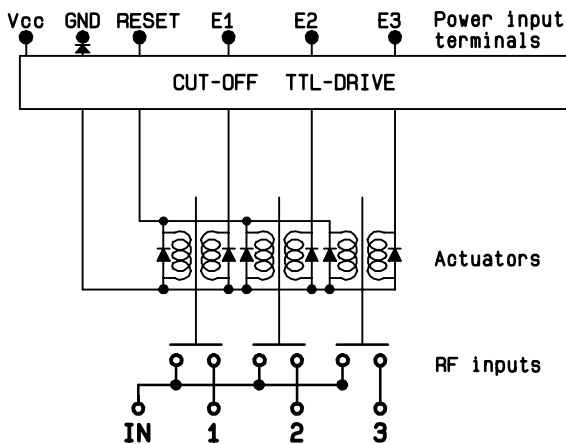 Vcc GND RESET E1 E2 E3 Power input
terminals
CUT-OFF TTL-DRIVE
Actuators
RF inputs
IN 1 2 3